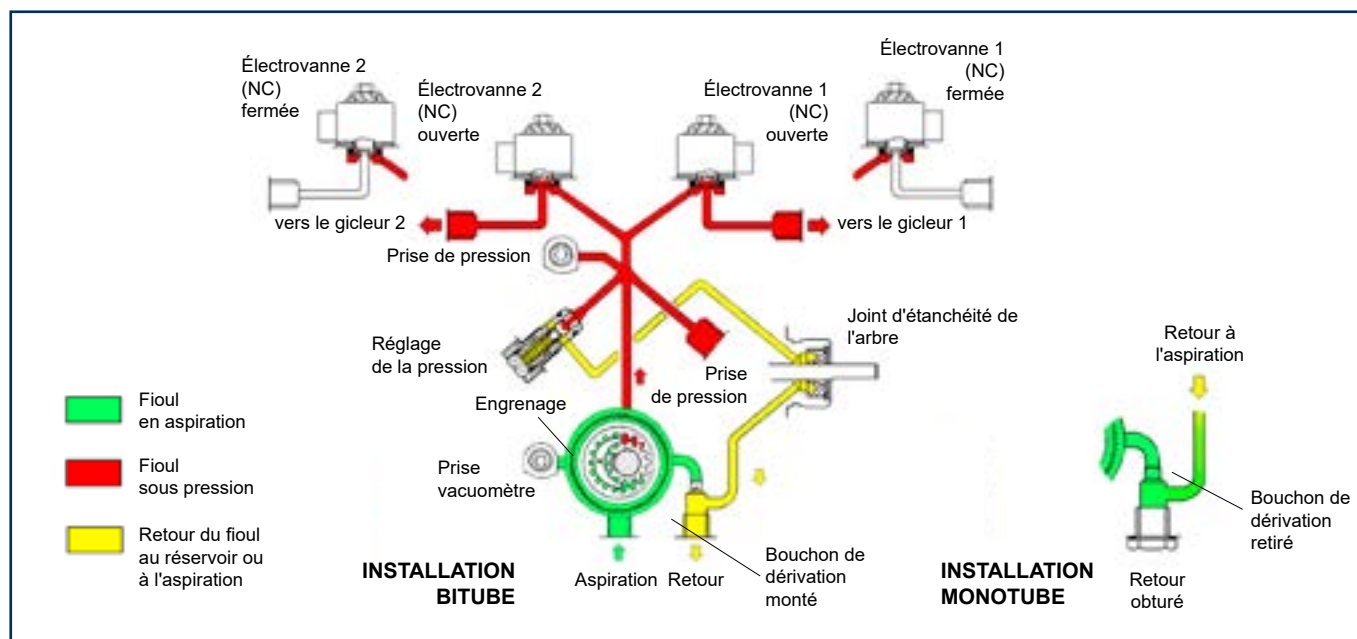 Électrovanne 2
(NC)
fermée
Électrovanne 2
(NC)
ouverte
Électrovanne 1
(NC)
ouverte
Électrovanne 1
(NC)
fermée
vers le gicleur 2
vers le gicleur 1
Prise de pression
Réglage
de la pression
Prise
de pression
Joint d'étanchéité de
l'arbre
Retour à
l'aspiration
Fioul
en aspiration
Engrenage
Fioul
sous pression
Prise
vacuomètre
Bouchon de
dérivation
retiré
Retour du fioul
au réservoir ou
à l'aspiration
INSTALLATION
BITUBE
Aspiration
Retour
Bouchon de
dérivation
monté
INSTALLATION
MONOTUBE
Retour
obturé